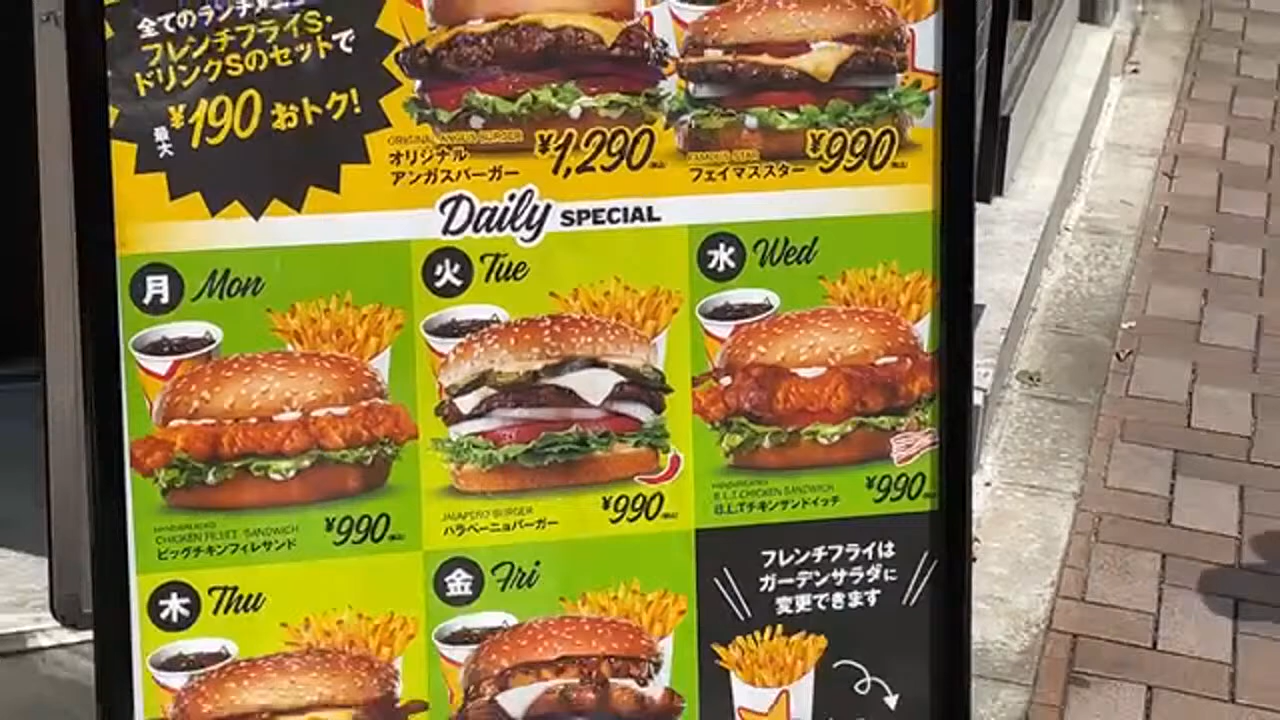 全てのランチメニュー
フレンチフライS・
ドリンクSのセットで
最大 ¥190 おトク!
ORIGINAL ANGUS BURGER
オリジナル
アンガスバーガー
¥1,290 (税込)
FAMOUS STAR
フェイマススター
¥990 (税込)
Daily SPECIAL
月 Mon
火 Tue
水 Wed
HANDBREADED
CHICKEN FILLET SANDWICH
ビッグチキンフィレサンド
¥990 (税込)
JALAPEÑO BURGER
ハラペーニョバーガー
¥990 (税込)
HANDBREADED
B.L.T. CHICKEN SANDWICH
B.L.Tチキンサンドイッチ
¥990 (税込)
木 Thu
金 Fri
フレンチフライは
ガーデンサラダに
変更できます